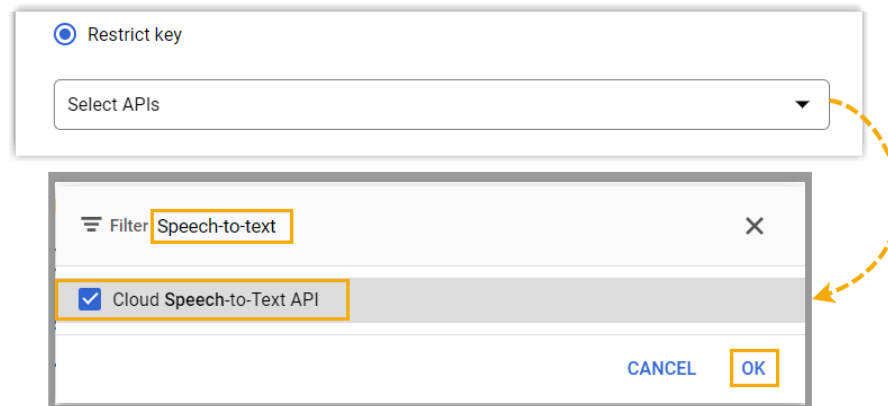 Restrict key
Select APIs
Filter Speech-to-text
Cloud Speech-to-Text API
CANCEL OK